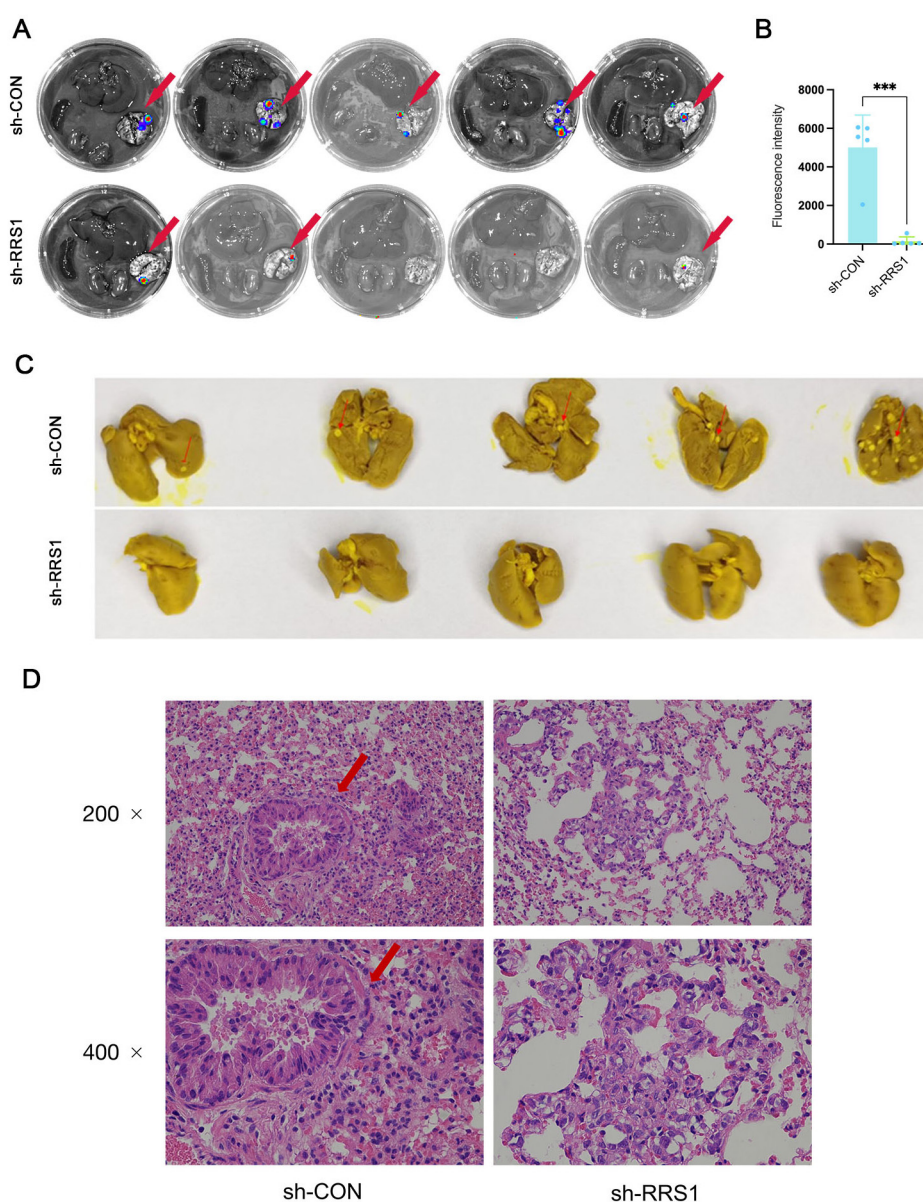 A
sh-CON
sh-RRS1
B
***
Fluorescence intensity
8000
6000
4000
2000
0
sh-CON
sh-RRS1
C
sh-CON
sh-RRS1
D
200 ×
400 ×
sh-CON
sh-RRS1